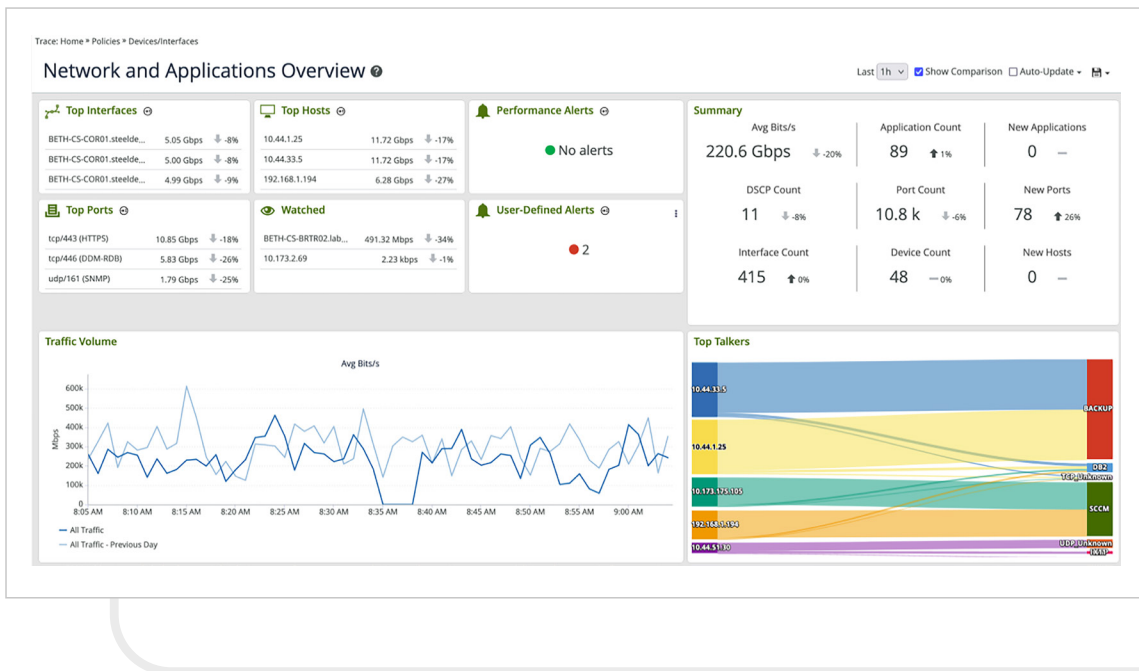 Trace: Home » Policies » Devices/Interfaces
Network and Applications Overview ?
Last 1h Show Comparison Auto-Update
Top Interfaces
BETH-CS-COR01.steelde... 5.05 Gbps -8%
BETH-CS-COR01.steelde... 5.00 Gbps -8%
BETH-CS-COR01.steelde... 4.99 Gbps -9%
Top Hosts
10.44.1.25 11.72 Gbps -17%
10.44.33.5 11.72 Gbps -17%
192.168.1.194 6.28 Gbps -27%
Performance Alerts
No alerts
Summary
Avg Bits/s Application Count New Applications
220.6 Gbps -20% 89 1% 0 —
DSCP Count Port Count New Ports
11 -8% 10.8 k -6% 78 26%
Interface Count Device Count New Hosts
415 0% 48 —0% 0 —
Top Ports
tcp/443 (HTTPS) 10.85 Gbps -18%
tcp/446 (DDM-RDB) 5.83 Gbps -26%
udp/161 (SNMP) 1.79 Gbps -25%
Watched
BETH-CS-BRTR02.lab... 491.32 Mbps -34%
10.173.2.69 2.23 kbps -1%
User-Defined Alerts
2
Traffic Volume
Avg Bits/s
Mbps
600k
500k
400k
300k
200k
100k
0
8:05 AM 8:10 AM 8:15 AM 8:20 AM 8:25 AM 8:30 AM 8:35 AM 8:40 AM 8:45 AM 8:50 AM 8:55 AM 9:00 AM
All Traffic
All Traffic - Previous Day
Top Talkers
10.44.33.5
BACKUP
10.44.1.25
DB2
TCP_Unknown
10.173.175.105
SCCM
192.168.1.194
UDP_Unknown
10.44.51.30